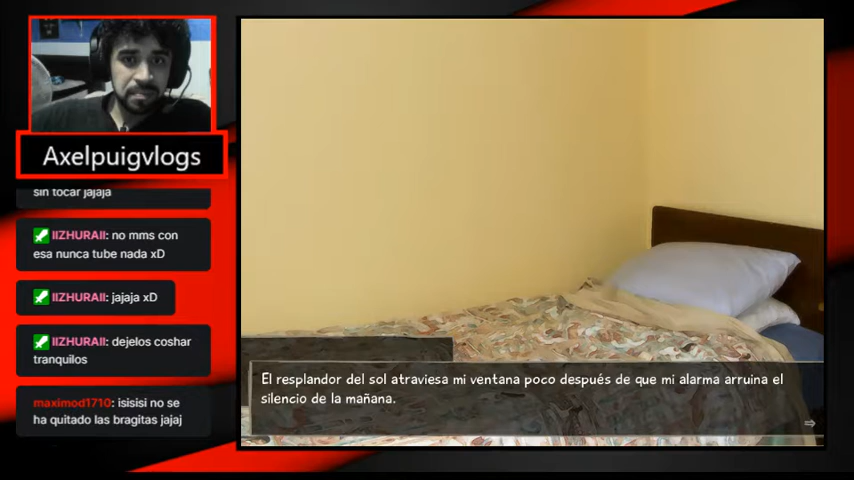 Axelpuigvlogs
sin tocar jajaja
IIZHURAII: no mms con
esa nunca tube nada xD
IIZHURAII: jajaja xD
IIZHURAII: dejelos coshar
tranquilos
maximod1710: isisisi no se
ha quitado las bragitas jajaj
El resplandor del sol atraviesa mi ventana poco después de que mi alarma arruina el
silencio de la mañana.